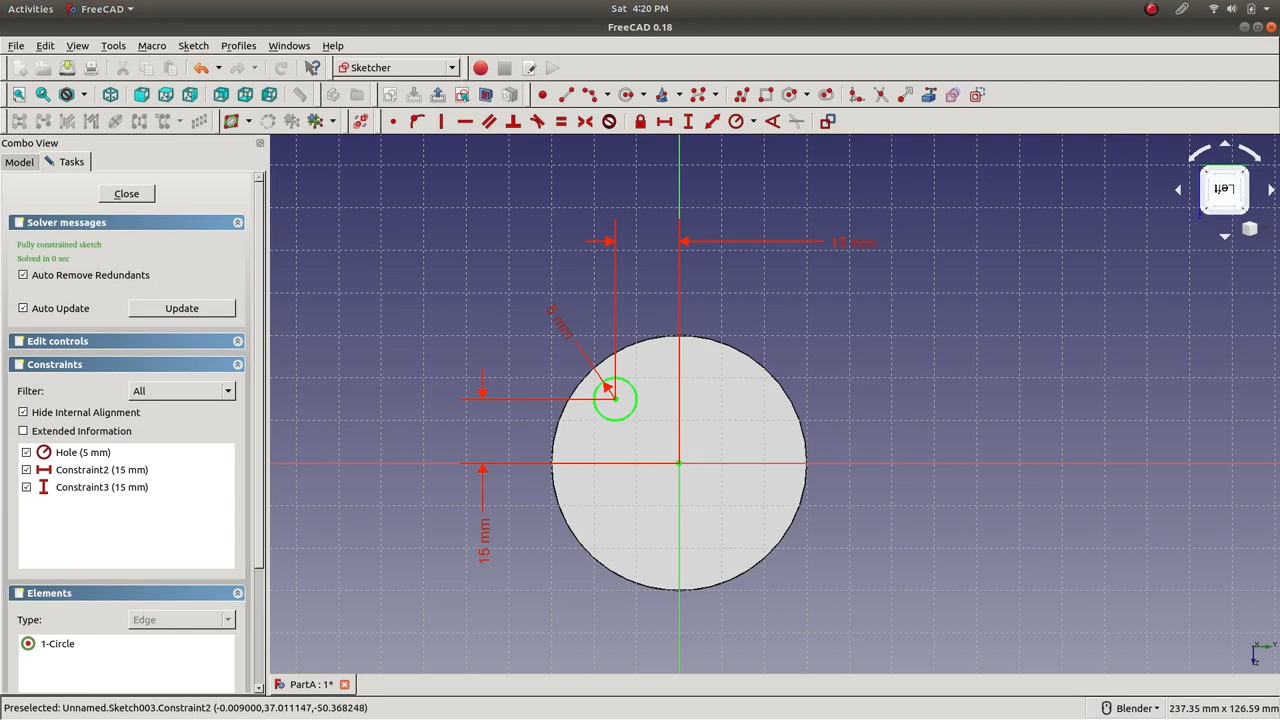 Activities FreeCAD Sat 4:20 PM
FreeCAD 0.18
File Edit View Tools Macro Sketch Profiles Windows Help
Sketcher
Combo View
Model Tasks
Close
Solver messages
Fully constrained sketch
Solved in 0 sec
Auto Remove Redundants
Auto Update Update
Edit controls
Constraints
Filter: All
Hide Internal Alignment
Extended Information
Hole (5 mm)
Constraint2 (15 mm)
Constraint3 (15 mm)
Elements
Type: Edge
1-Circle
15 mm
5 mm
15 mm
Left
X Y
Z
PartA : 1*
Preselected: Unnamed.Sketch003.Constraint2 (-0.009000,37.011147,-50.368248)
Blender 237.35 mm x 126.59 mm